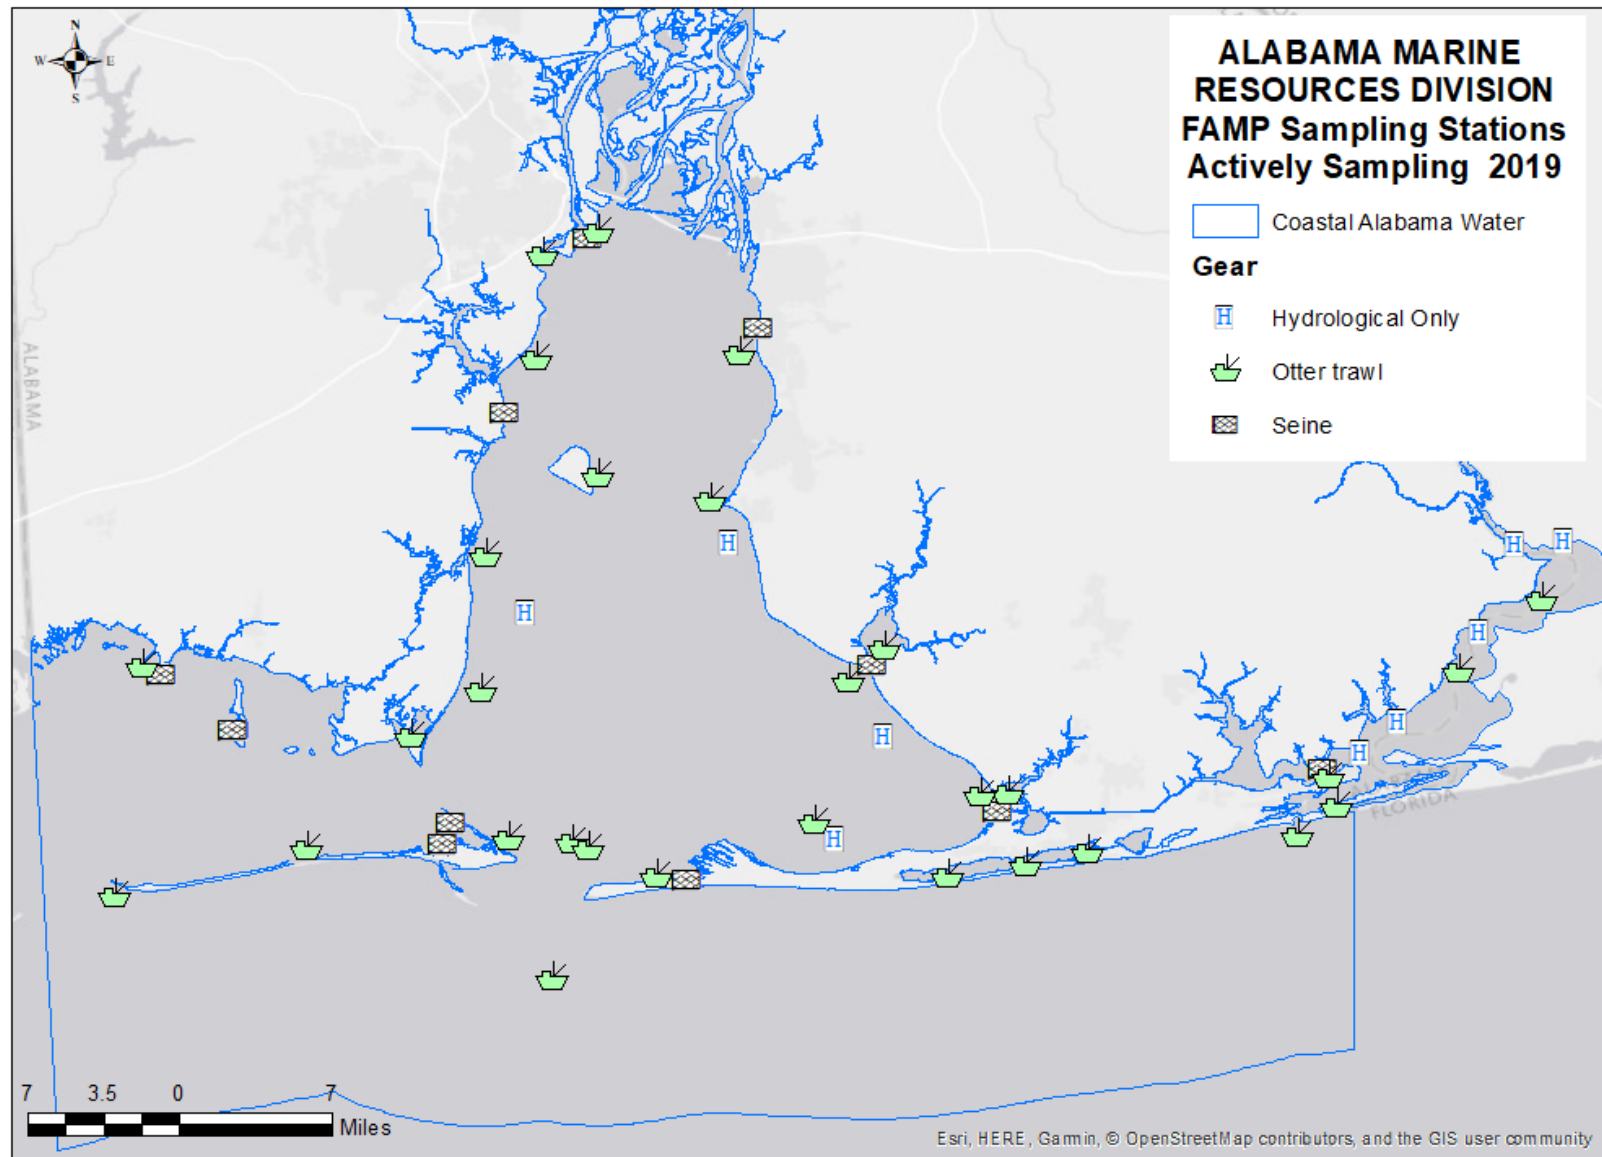 N
W E
S
ALABAMA MARINE
RESOURCES DIVISION
FAMP Sampling Stations
Actively Sampling 2019
Coastal Alabama Water
Gear
H Hydrological Only
Otter trawl
Seine
ALABAMA
H
H H
H
H
H
H
H
H
FLORIDA
7 3.5 0 7
Miles
Esri, HERE, Garmin, © OpenStreetMap contributors, and the GIS user community